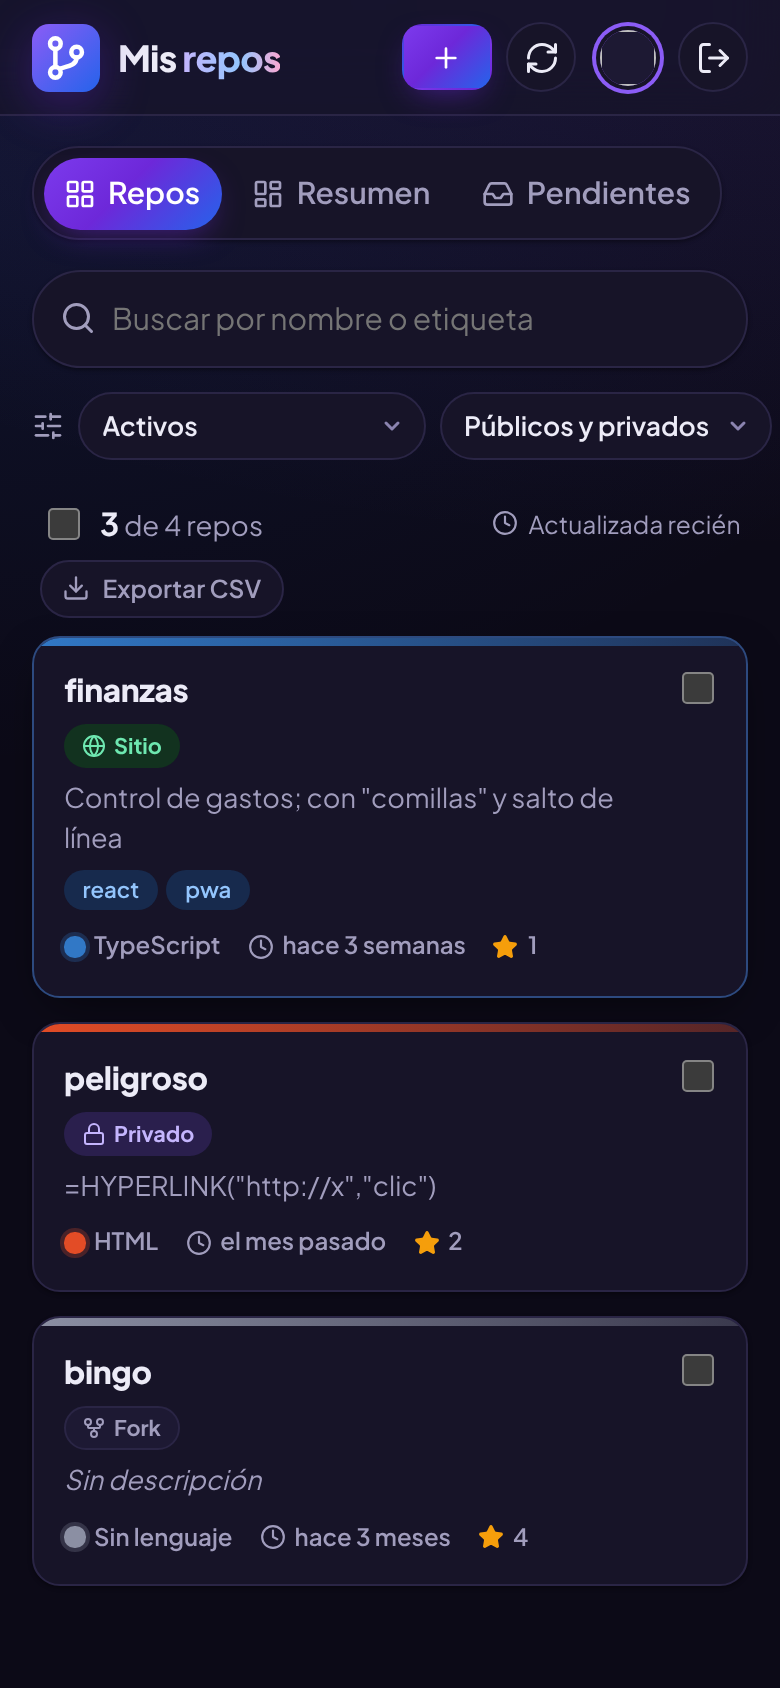 Mis repos
Repos
Resumen
Pendientes
Buscar por nombre o etiqueta
Activos
Públicos y privados
3 de 4 repos
Actualizada recién
Exportar CSV
finanzas
Sitio
Control de gastos; con "comillas" y salto de
línea
react
pwa
TypeScript
hace 3 semanas
1
peligroso
Privado
=HYPERLINK("http://x","clic")
HTML
el mes pasado
2
bingo
Fork
Sin descripción
Sin lenguaje
hace 3 meses
4